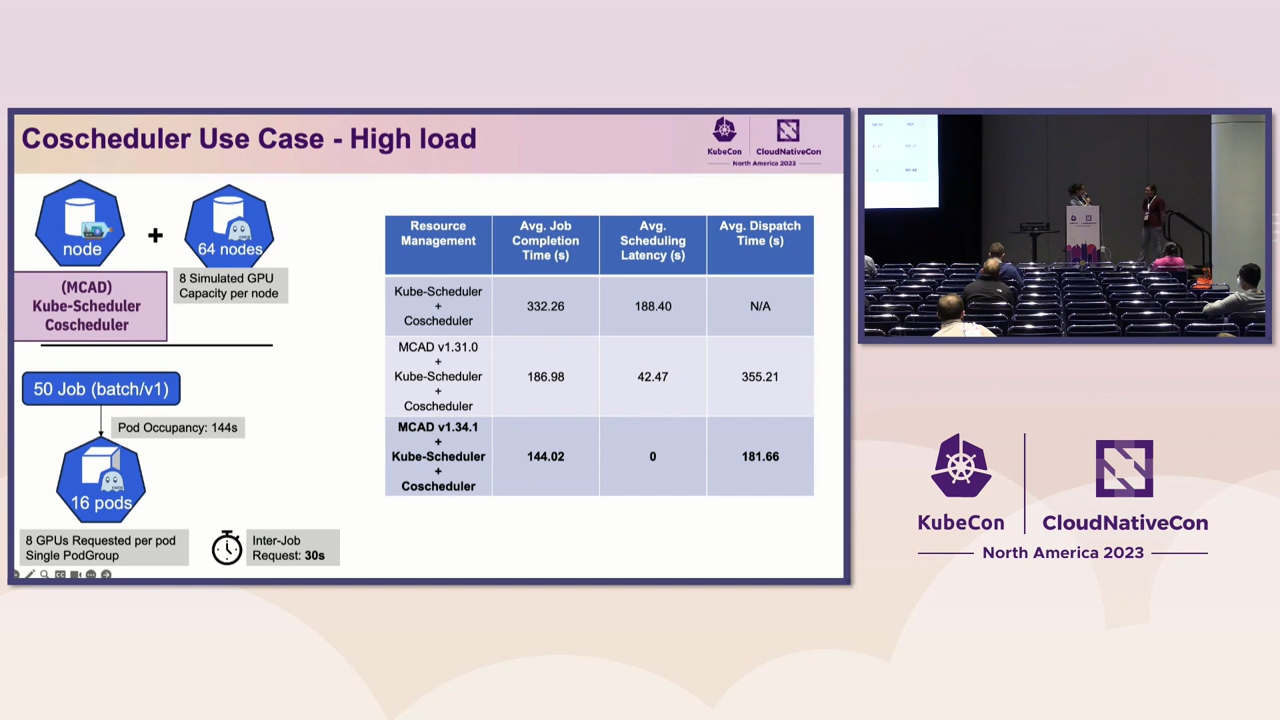 Coscheduler Use Case - High load
KubeCon
CloudNativeCon
North America 2023
node
+
64 nodes
8 Simulated GPU
Capacity per node
(MCAD)
Kube-Scheduler
Coscheduler
50 Job (batch/v1)
Pod Occupancy: 144s
16 pods
8 GPUs Requested per pod
Single PodGroup
Inter-Job
Request: 30s
Resource
Management
Avg. Job
Completion
Time (s)
Avg.
Scheduling
Latency (s)
Avg. Dispatch
Time (s)
Kube-Scheduler
+
Coscheduler
332.26
188.40
N/A
MCAD v1.31.0
+
Kube-Scheduler
+
Coscheduler
186.98
42.47
355.21
MCAD v1.34.1
+
Kube-Scheduler
+
Coscheduler
144.02
0
181.66
KubeCon
CloudNativeCon
North America 2023